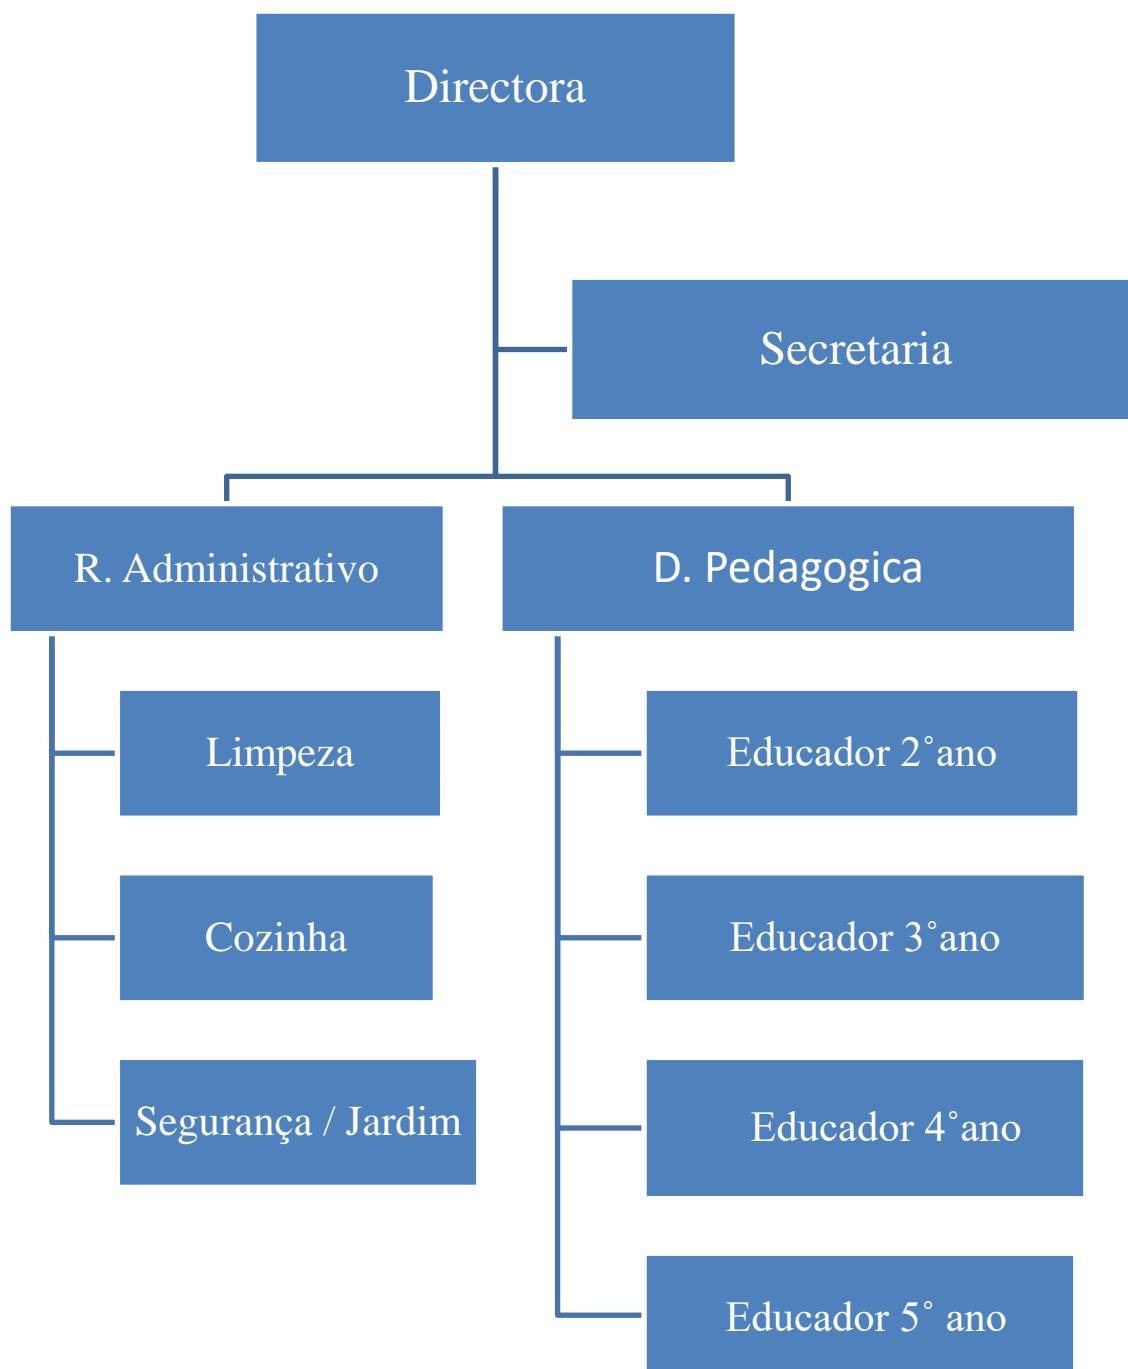 Directora
Secretaria
R. Administrativo
D. Pedagogica
Limpeza
Cozinha
Segurança / Jardim
Educador 2˚ano
Educador 3˚ano
Educador 4˚ano
Educador 5˚ ano